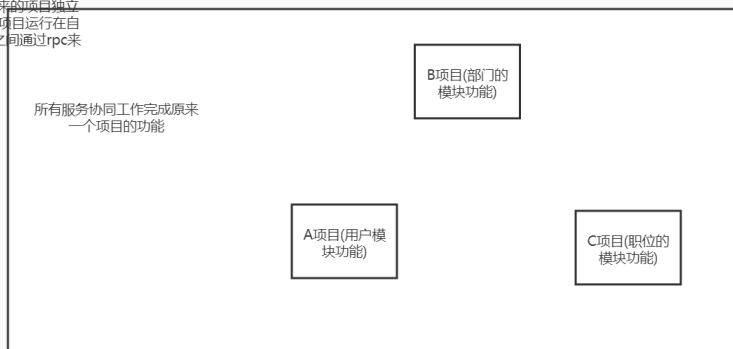 来的项目独立
项目运行在自
之间通过rpc来
所有服务协同工作完成原来
一个项目的功能
B项目(部门的
模块功能)
A项目(用户模
块功能)
C项目(职位的
模块功能)